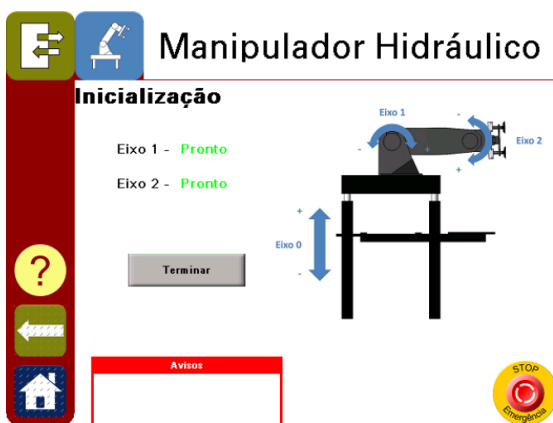 Manipulador Hidráulico
Inicialização
Eixo 1 - Pronto
Eixo 2 - Pronto
Eixo 1
- +
- +
Eixo 2
+
Eixo 0
-
?
Terminar
Avisos
STOP
Emergência